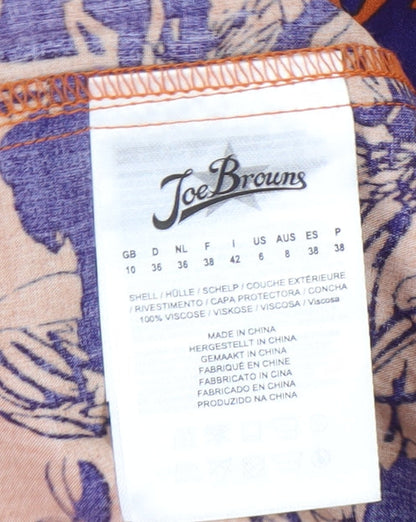 Joe Browns
GB D NL F I US AUS ES P
10 36 36 38 42 6 8 38 38
SHELL / HÜLLE / SCHELP / COUCHE EXTÉRIEURE
/ RIVESTIMENTO / CAPA PROTECTORA / CONCHA
100% VISCOSE / VISKOSE / VISCOSA / Viscosa
MADE IN CHINA
HERGESTELLT IN CHINA
GEMAAKT IN CHINA
FABRIQUÉ EN CHINE
FABBRICATO IN CINA
FABRICADO EN CHINA
PRODUZIDO NA CHINA